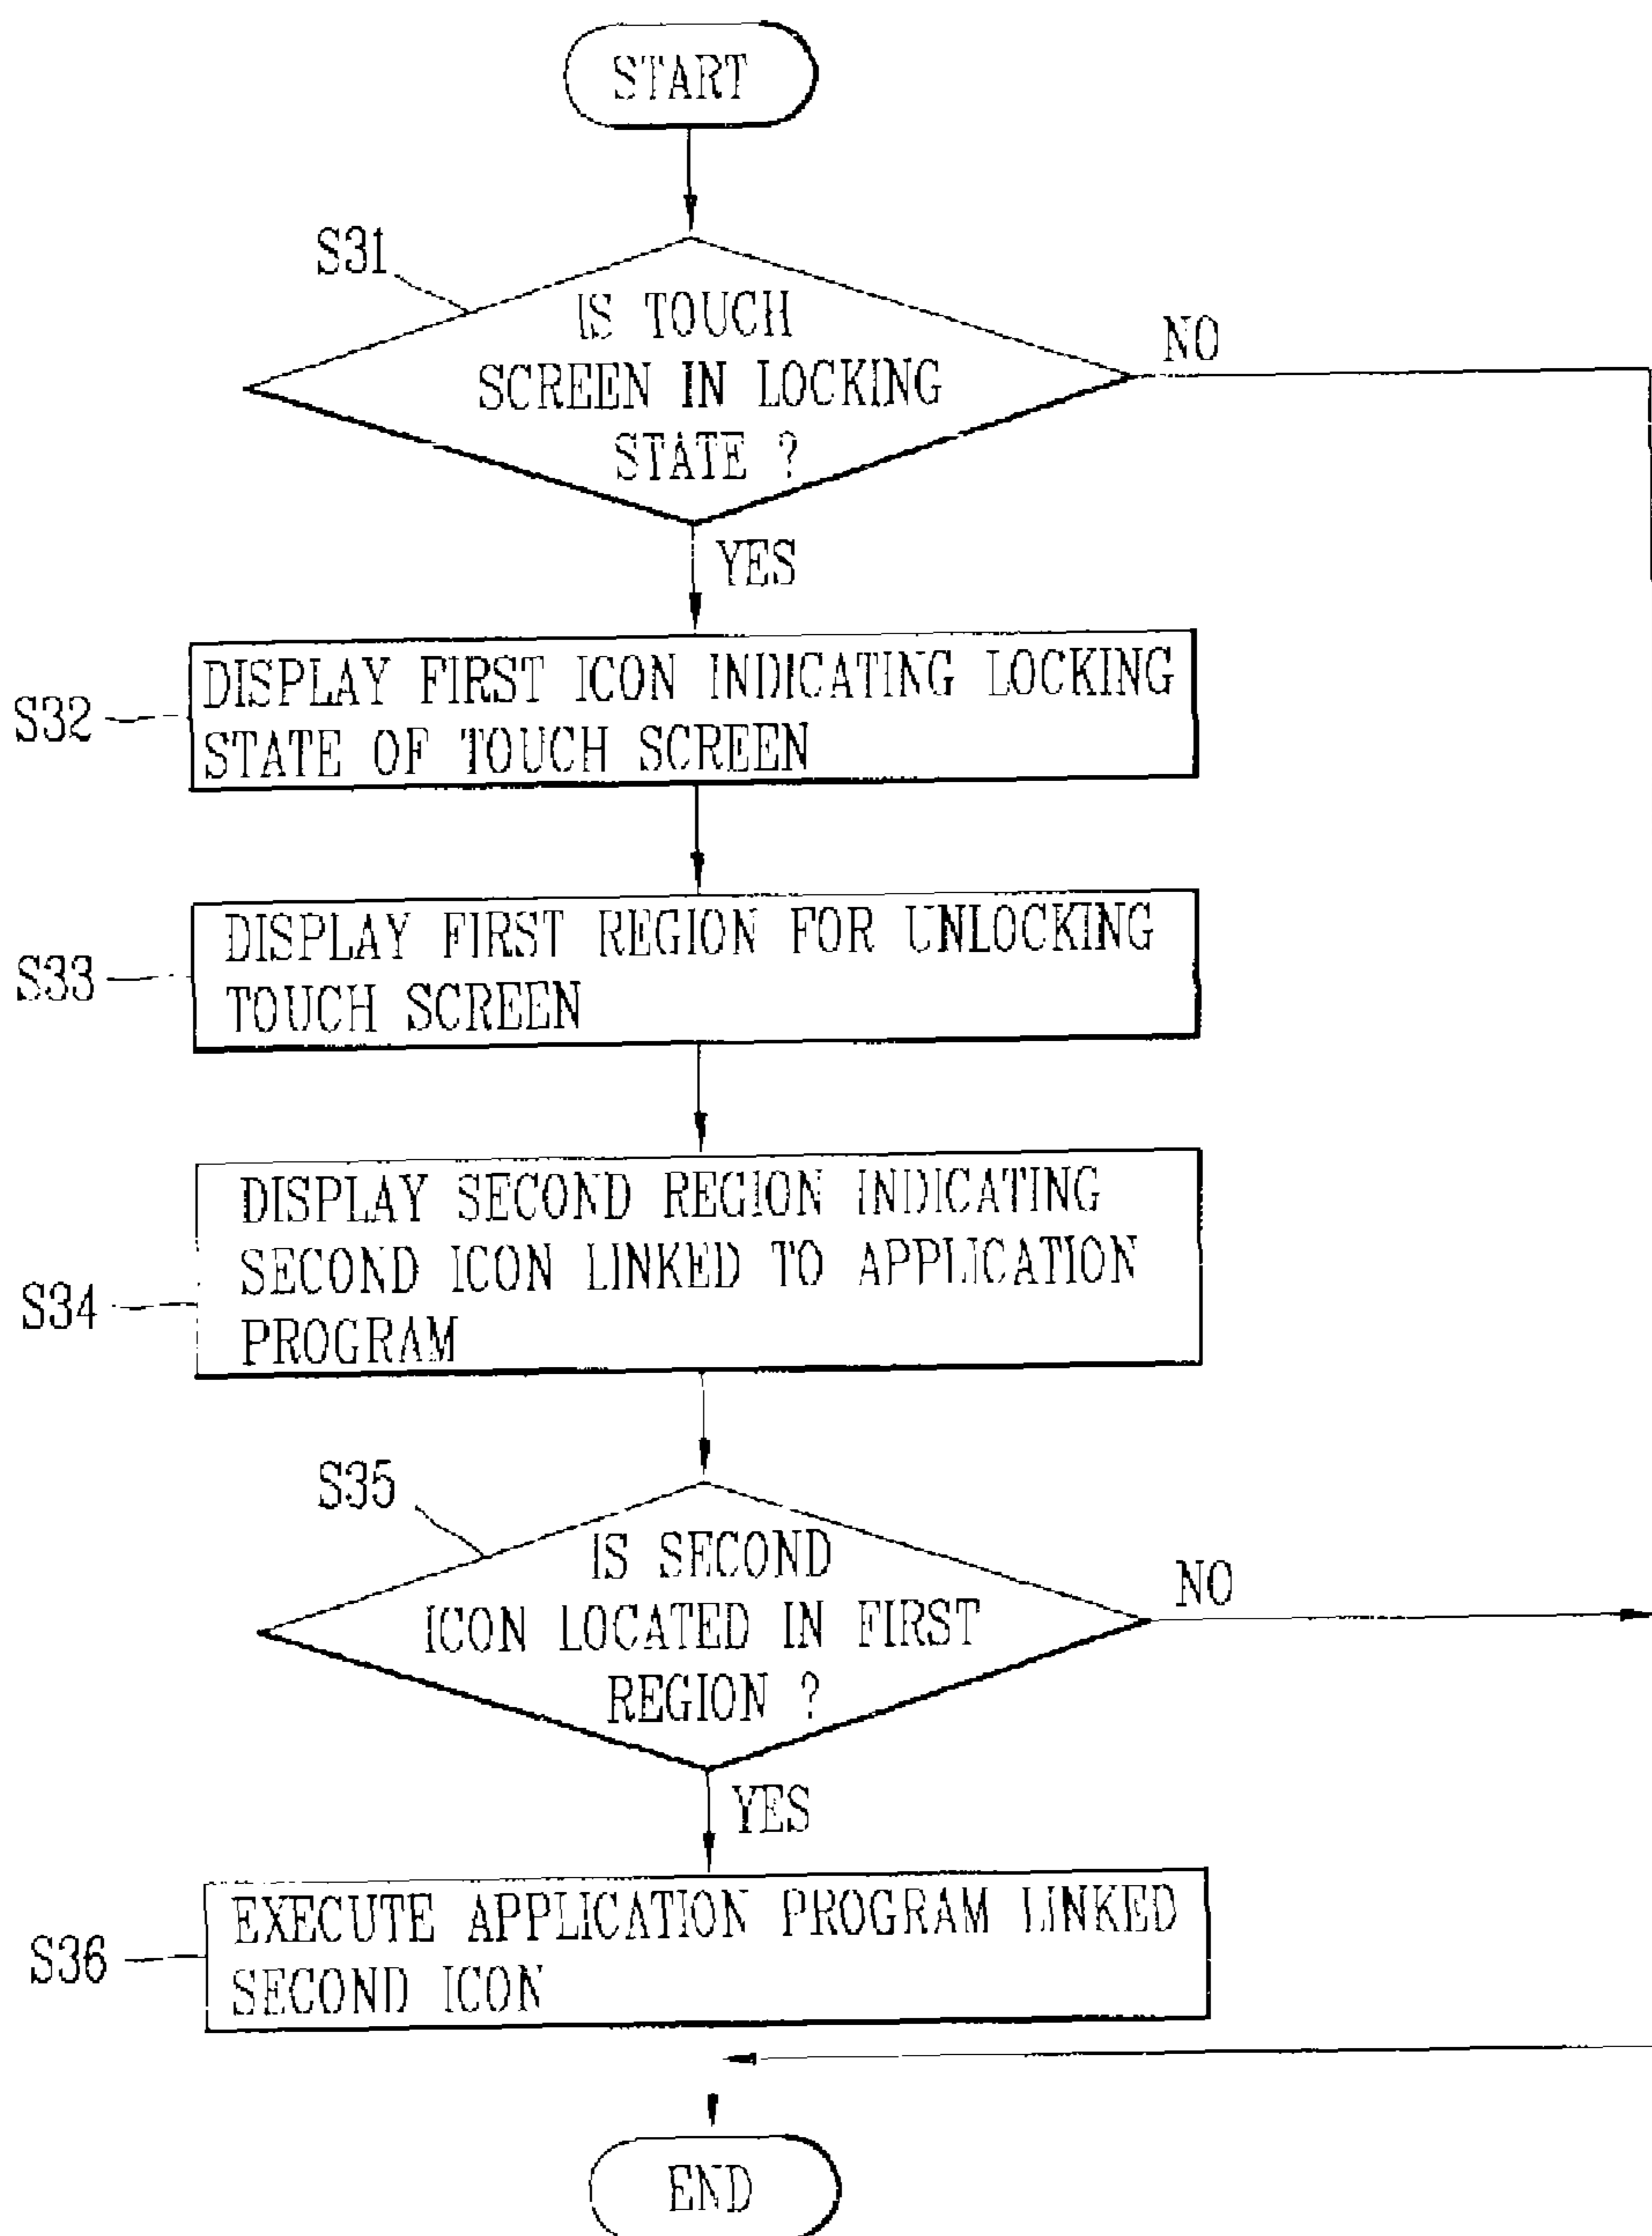 START
S31
IS TOUCH
SCREEN IN LOCKING
STATE ?
NO
YES
S32
DISPLAY FIRST ICON INDICATING LOCKING
STATE OF TOUCH SCREEN
S33
DISPLAY FIRST REGION FOR UNLOCKING
TOUCH SCREEN
S34
DISPLAY SECOND REGION INDICATING
SECOND ICON LINKED TO APPLICATION
PROGRAM
S35
IS SECOND
ICON LOCATED IN FIRST
REGION ?
NO
YES
S36
EXECUTE APPLICATION PROGRAM LINKED
SECOND ICON
END